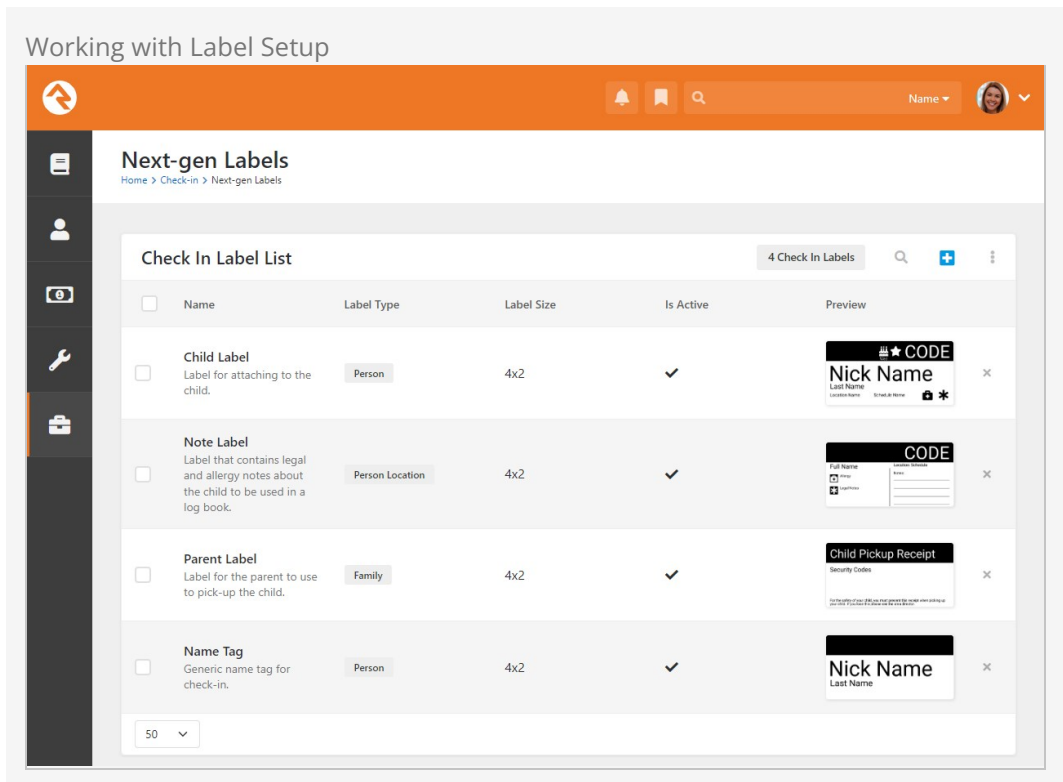 Working with Label Setup
Name
Next-gen Labels
Home > Check-in > Next-gen Labels
Check In Label List
4 Check In Labels
Name Label Type Label Size Is Active Preview
Child Label
Label for attaching to the
child.
Person
4x2
CODE
Nick Name
Last Name
Location Name
Note Label
Label that contains legal
and allergy notes about
the child to be used in a
log book.
Person Location
4x2
CODE
Full Name
Parent Label
Label for the parent to use
to pick-up the child.
Family
4x2
Child Pickup Receipt
Security Codes
Name Tag
Generic name tag for
check-in.
Person
4x2
Nick Name
Last Name
50